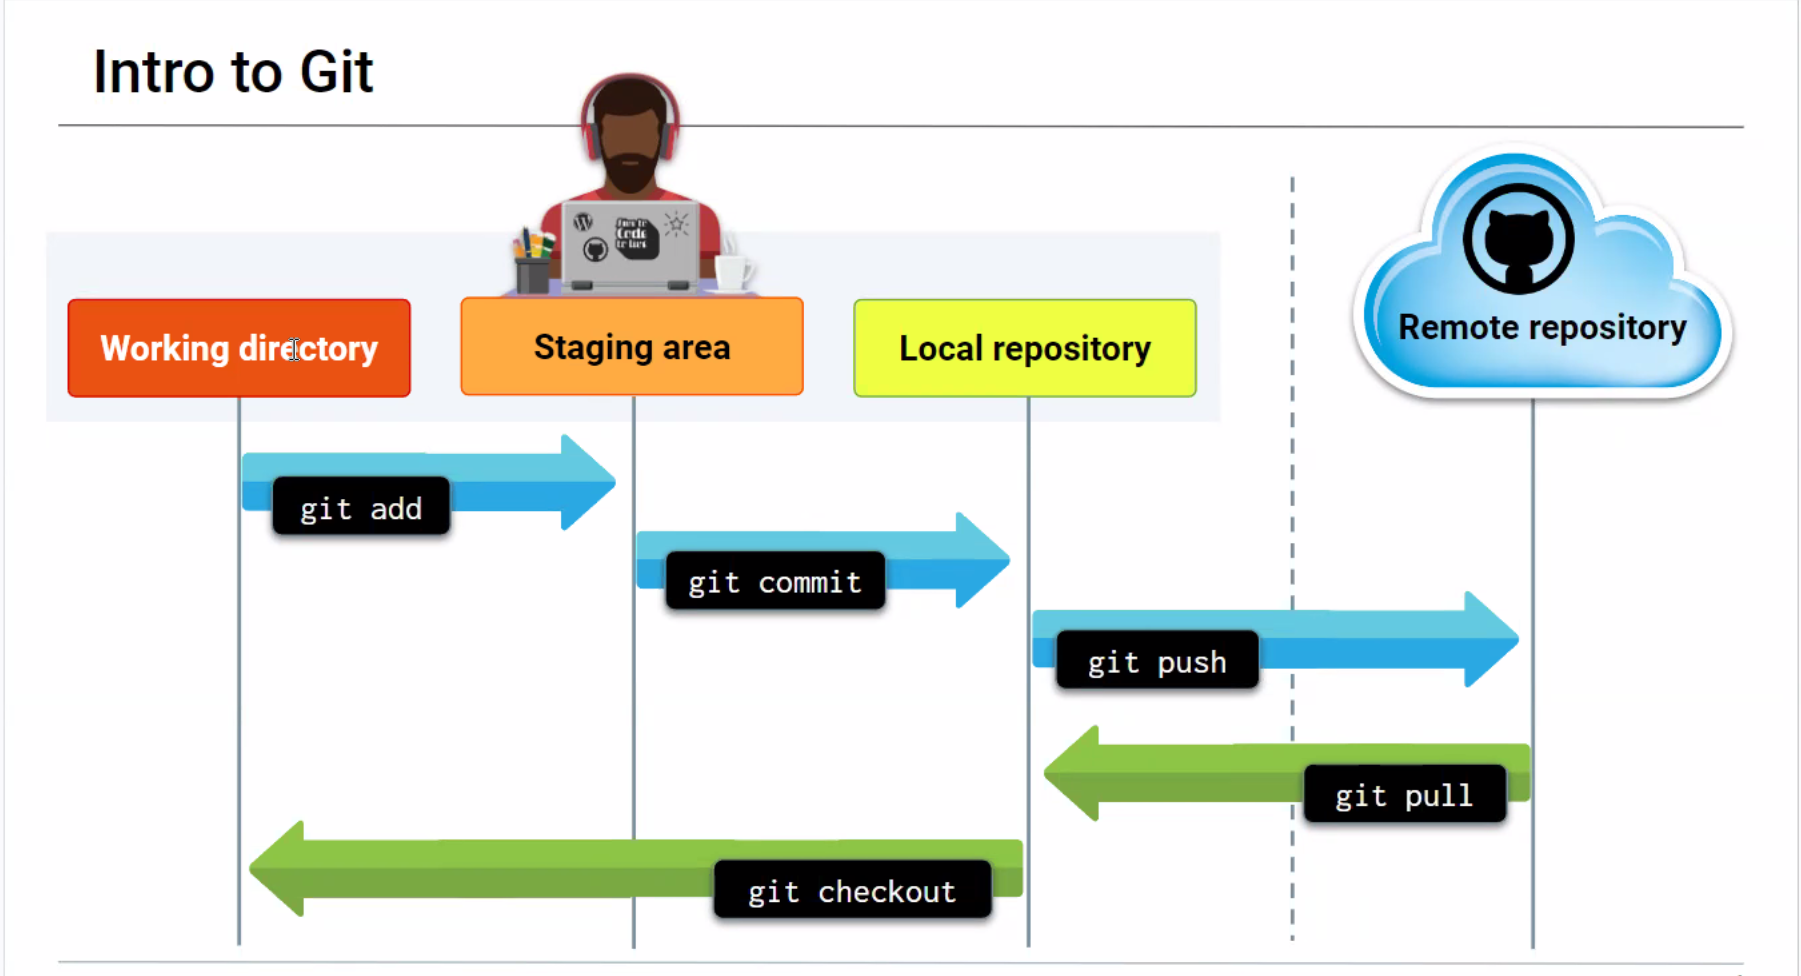 Intro to Git
Code
Working directory
Staging area
Local repository
Remote repository
git add
git commit
git push
git pull
git checkout